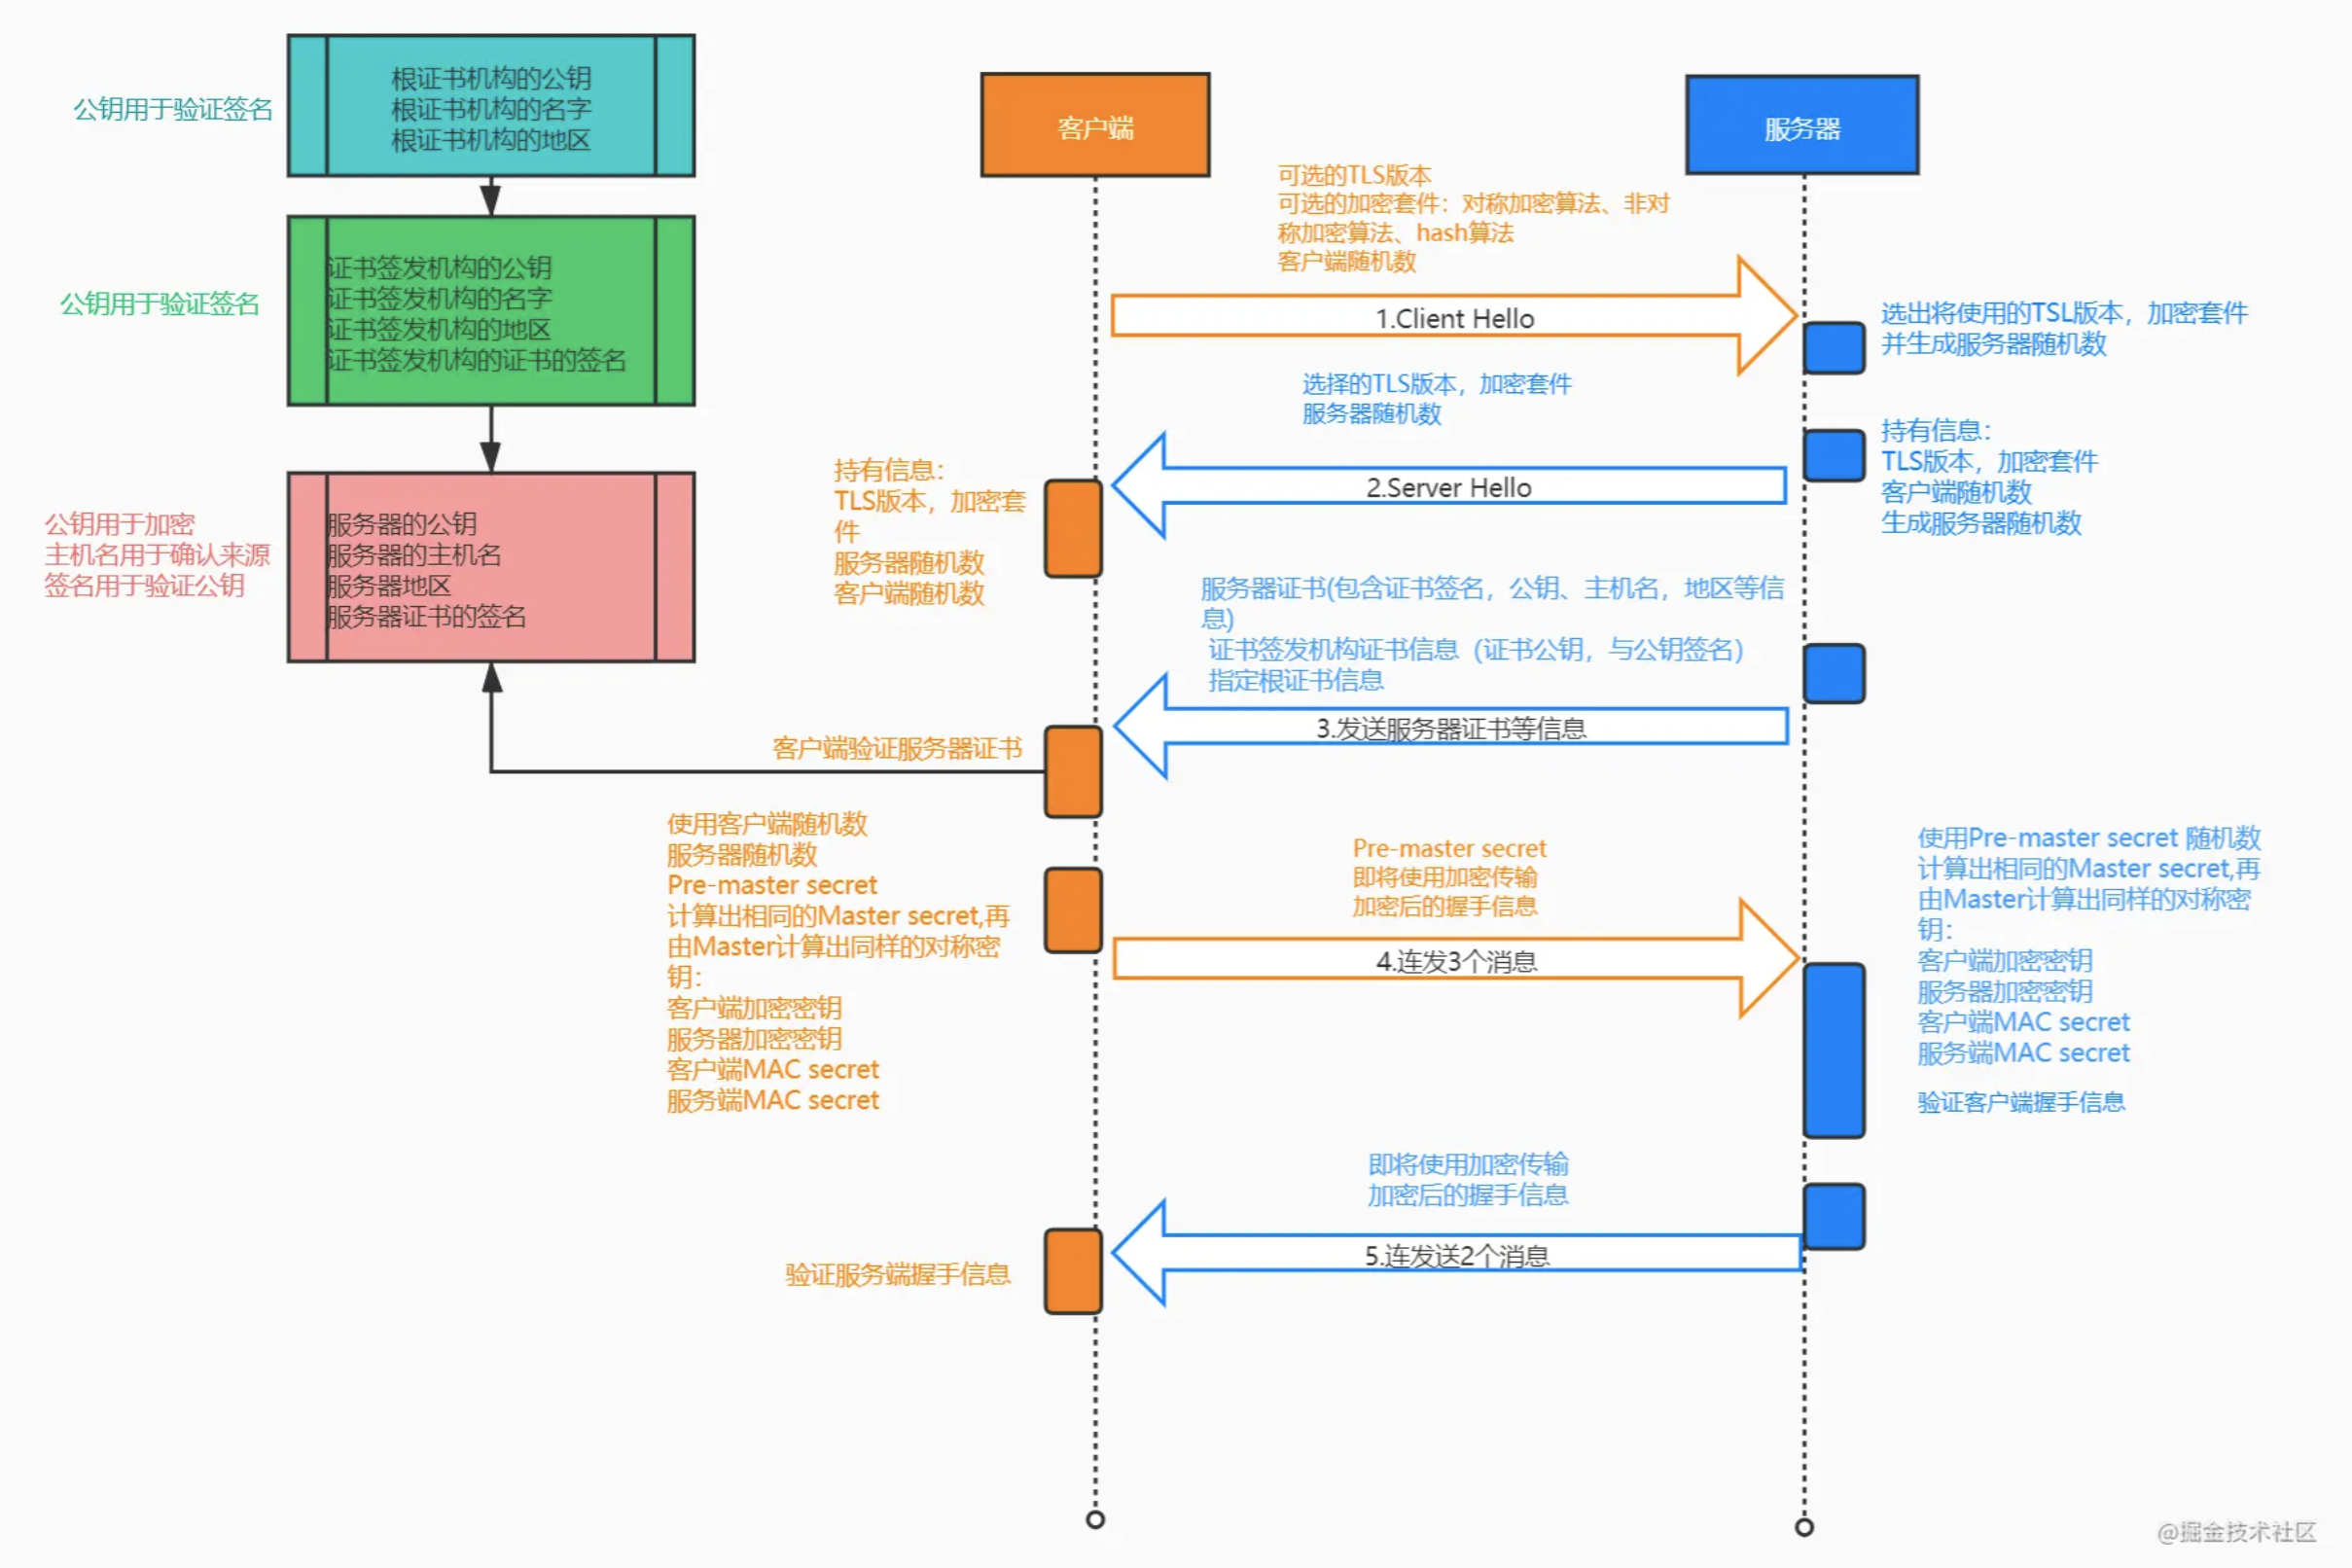 公钥用于验证签名
根证书机构的公钥
根证书机构的名字
根证书机构的地区
公钥用于验证签名
证书签发机构的公钥
证书签发机构的名字
证书签发机构的地区
证书签发机构的证书的签名
公钥用于加密
主机名用于确认来源
签名用于验证公钥
服务器的公钥
服务器的主机名
服务器地区
服务器证书的签名
客户端
服务器
可选的TLS版本
可选的加密套件：对称加密算法、非对
称加密算法、hash算法
客户端随机数
1.Client Hello
选出将使用的TSL版本，加密套件
并生成服务器随机数
选择的TLS版本，加密套件
服务器随机数
2.Server Hello
持有信息：
TLS版本，加密套件
客户端随机数
生成服务器随机数
持有信息：
TLS版本，加密套
件
服务器随机数
客户端随机数
服务器证书(包含证书签名，公钥、主机名，地区等信
息)
证书签发机构证书信息（证书公钥，与公钥签名）
指定根证书信息
3.发送服务器证书等信息
客户端验证服务器证书
使用客户端随机数
服务器随机数
Pre-master secret
计算出相同的Master secret,再
由Master计算出同样的对称密
钥：
客户端加密密钥
服务器加密密钥
客户端MAC secret
服务端MAC secret
Pre-master secret
即将使用加密传输
加密后的握手信息
4.连发3个消息
使用Pre-master secret 随机数
计算出相同的Master secret,再
由Master计算出同样的对称密
钥：
客户端加密密钥
服务器加密密钥
客户端MAC secret
服务端MAC secret
验证客户端握手信息
即将使用加密传输
加密后的握手信息
5.连发送2个消息
验证服务端握手信息
@掘金技术社区